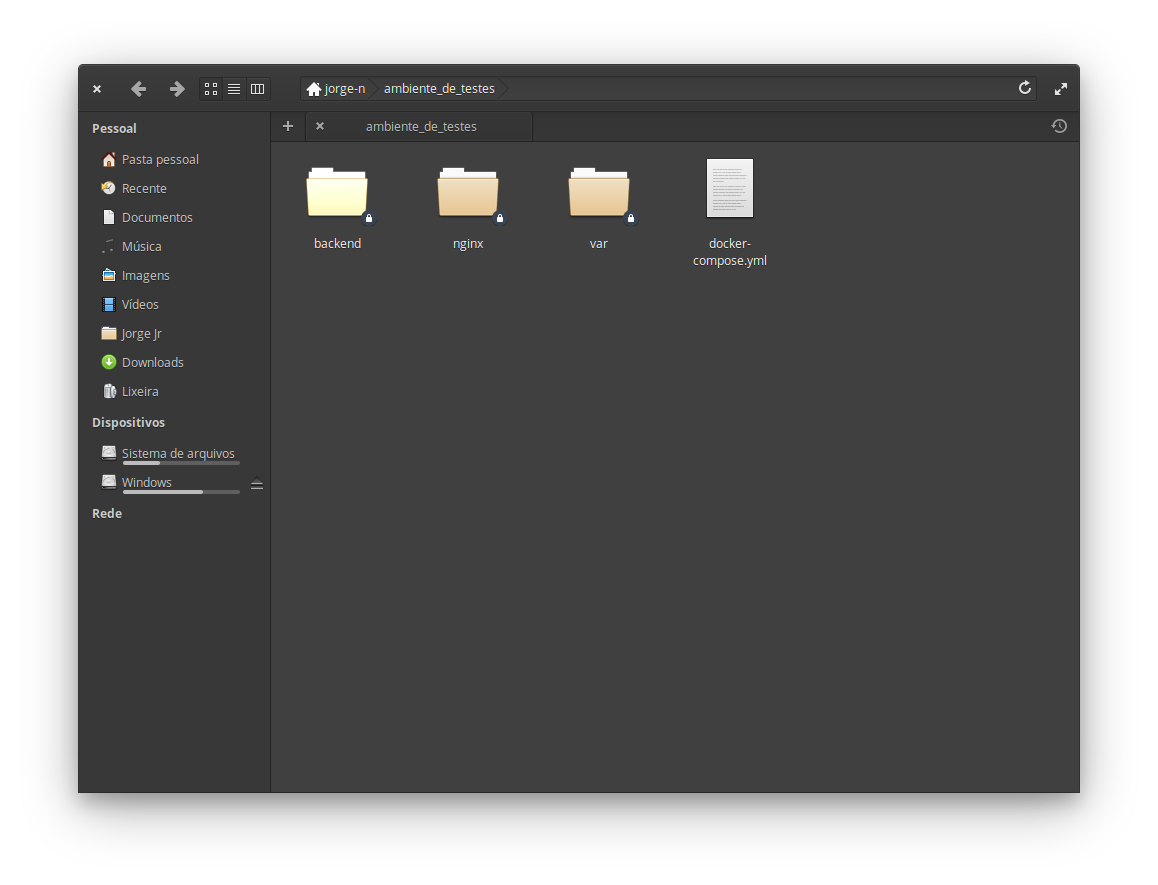 jorge-n ambiente_de_testes
Pessoal
Pasta pessoal
Recente
Documentos
Música
Imagens
Vídeos
Jorge Jr
Downloads
Lixeira
Dispositivos
Sistema de arquivos
Windows
Rede
ambiente_de_testes
backend
nginx
var
docker-
compose.yml